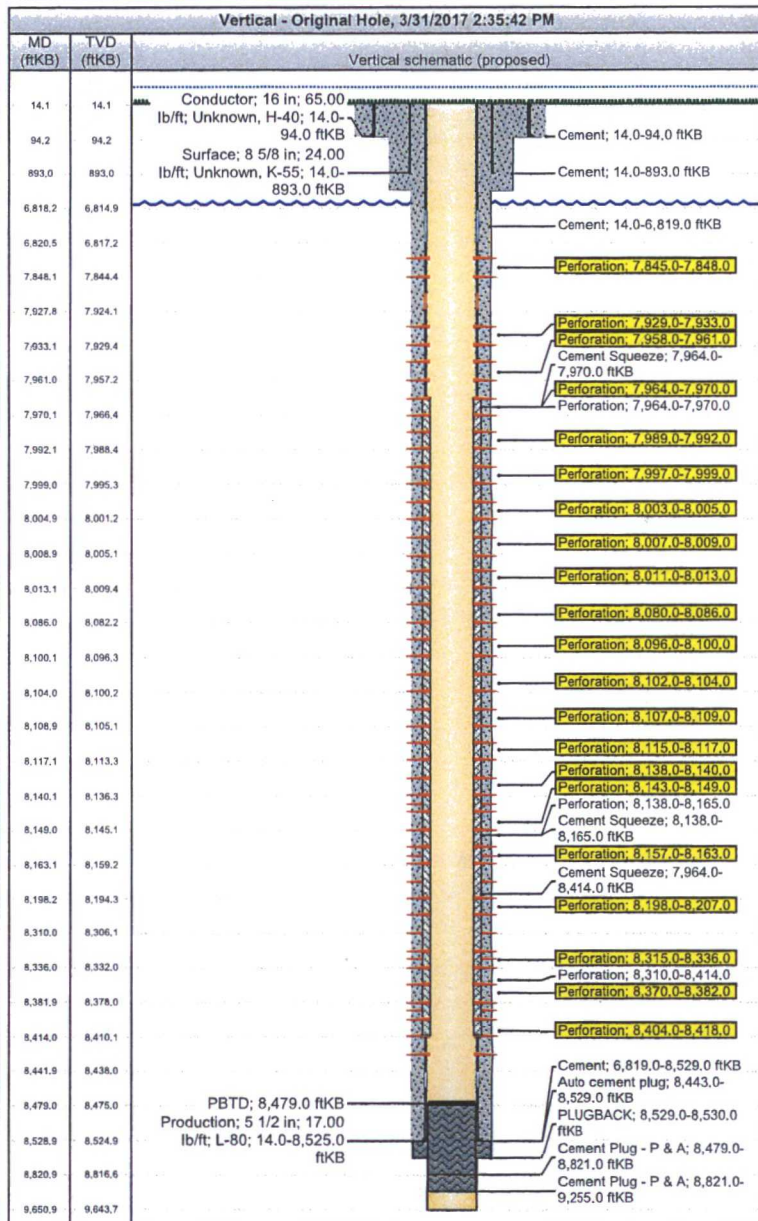 Vertical - Original Hole, 3/31/2017 2:35:42 PM
MD (ftKB)
TVD (ftKB)
Vertical schematic (proposed)
14.1 14.1
94.2 94.2
893.0 893.0
6,818.2 6,814.9
6,820.5 6,817.2
7,848.1 7,844.4
7,927.8 7,924.1
7,933.1 7,929.4
7,961.0 7,957.2
7,970.1 7,966.4
7,992.1 7,988.4
7,999.0 7,995.3
8,004.9 8,001.2
8,008.9 8,005.1
8,013.1 8,009.4
8,086.0 8,082.2
8,100.1 8,096.3
8,104.0 8,100.2
8,108.9 8,105.1
8,117.1 8,113.3
8,140.1 8,136.3
8,149.0 8,145.1
8,163.1 8,159.2
8,198.2 8,194.3
8,310.0 8,306.1
8,336.0 8,332.0
8,381.9 8,378.0
8,414.0 8,410.1
8,441.9 8,438.0
8,479.0 8,475.0
8,528.9 8,524.9
8,820.9 8,816.6
9,650.9 9,643.7
Conductor; 16 in; 65.00
lb/ft; Unknown, H-40; 14.0-
94.0 ftKB
Surface; 8 5/8 in; 24.00
lb/ft; Unknown, K-55; 14.0-
893.0 ftKB
PBTD; 8,479.0 ftKB
Production; 5 1/2 in; 17.00
lb/ft; L-80; 14.0-8,525.0
ftKB
Cement; 14.0-94.0 ftKB
Cement; 14.0-893.0 ftKB
Cement; 14.0-6,819.0 ftKB
Perforation; 7,845.0-7,848.0
Perforation; 7,929.0-7,933.0
Perforation; 7,958.0-7,961.0
Cement Squeeze; 7,964.0-
7,970.0 ftKB
Perforation; 7,964.0-7,970.0
Perforation; 7,964.0-7,970.0
Perforation; 7,989.0-7,992.0
Perforation; 7,997.0-7,999.0
Perforation; 8,003.0-8,005.0
Perforation; 8,007.0-8,009.0
Perforation; 8,011.0-8,013.0
Perforation; 8,080.0-8,086.0
Perforation; 8,096.0-8,100.0
Perforation; 8,102.0-8,104.0
Perforation; 8,107.0-8,109.0
Perforation; 8,115.0-8,117.0
Perforation; 8,138.0-8,140.0
Perforation; 8,143.0-8,149.0
Perforation; 8,138.0-8,165.0
Cement Squeeze; 8,138.0-
8,165.0 ftKB
Perforation; 8,157.0-8,163.0
Cement Squeeze; 7,964.0-
8,414.0 ftKB
Perforation; 8,198.0-8,207.0
Perforation; 8,315.0-8,336.0
Perforation; 8,310.0-8,414.0
Perforation; 8,370.0-8,382.0
Perforation; 8,404.0-8,418.0
Cement; 6,819.0-8,529.0 ftKB
Auto cement plug; 8,443.0-
8,529.0 ftKB
PLUGBACK; 8,529.0-8,530.0
ftKB
Cement Plug - P & A; 8,479.0-
8,821.0 ftKB
Cement Plug - P & A; 8,821.0-
9,255.0 ftKB